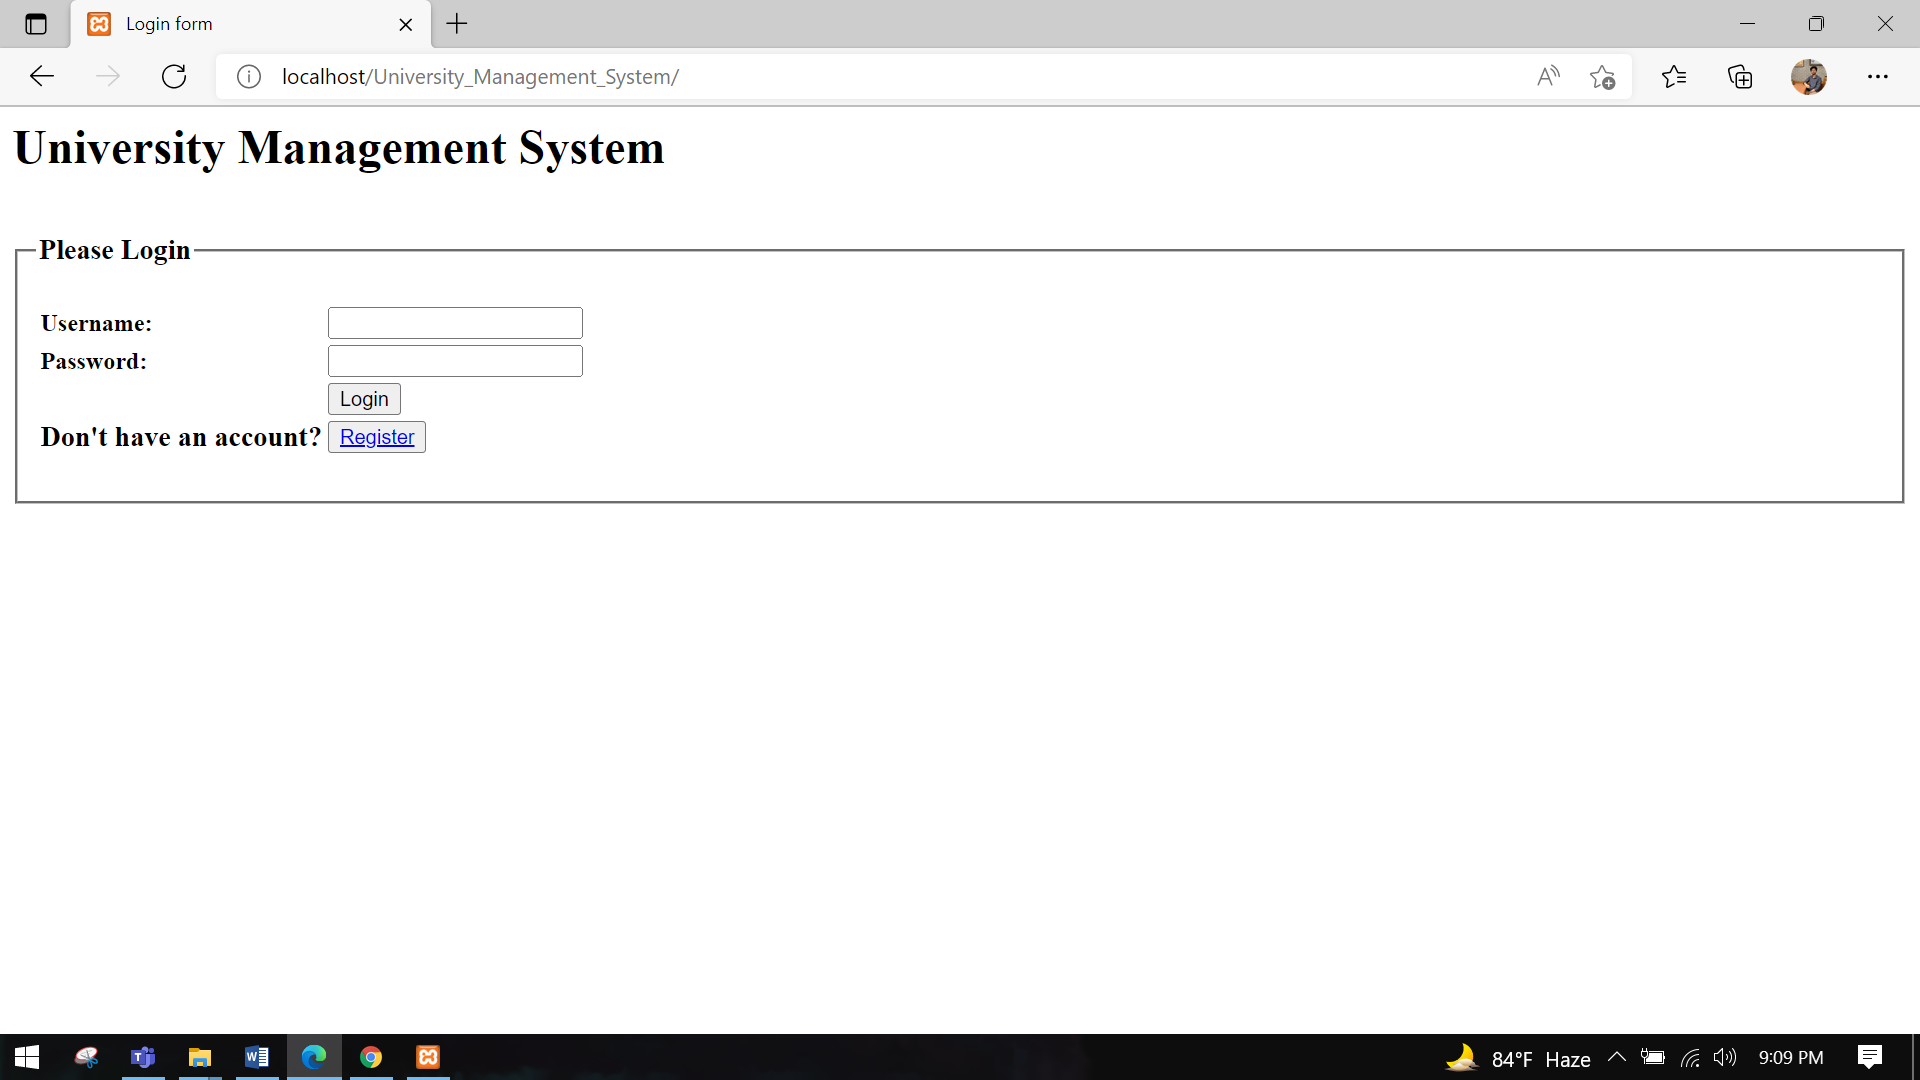 Login form
localhost/University_Management_System/
University Management System
Please Login
Username:
Password:
Login
Don't have an account? Register
84°F Haze 9:09 PM